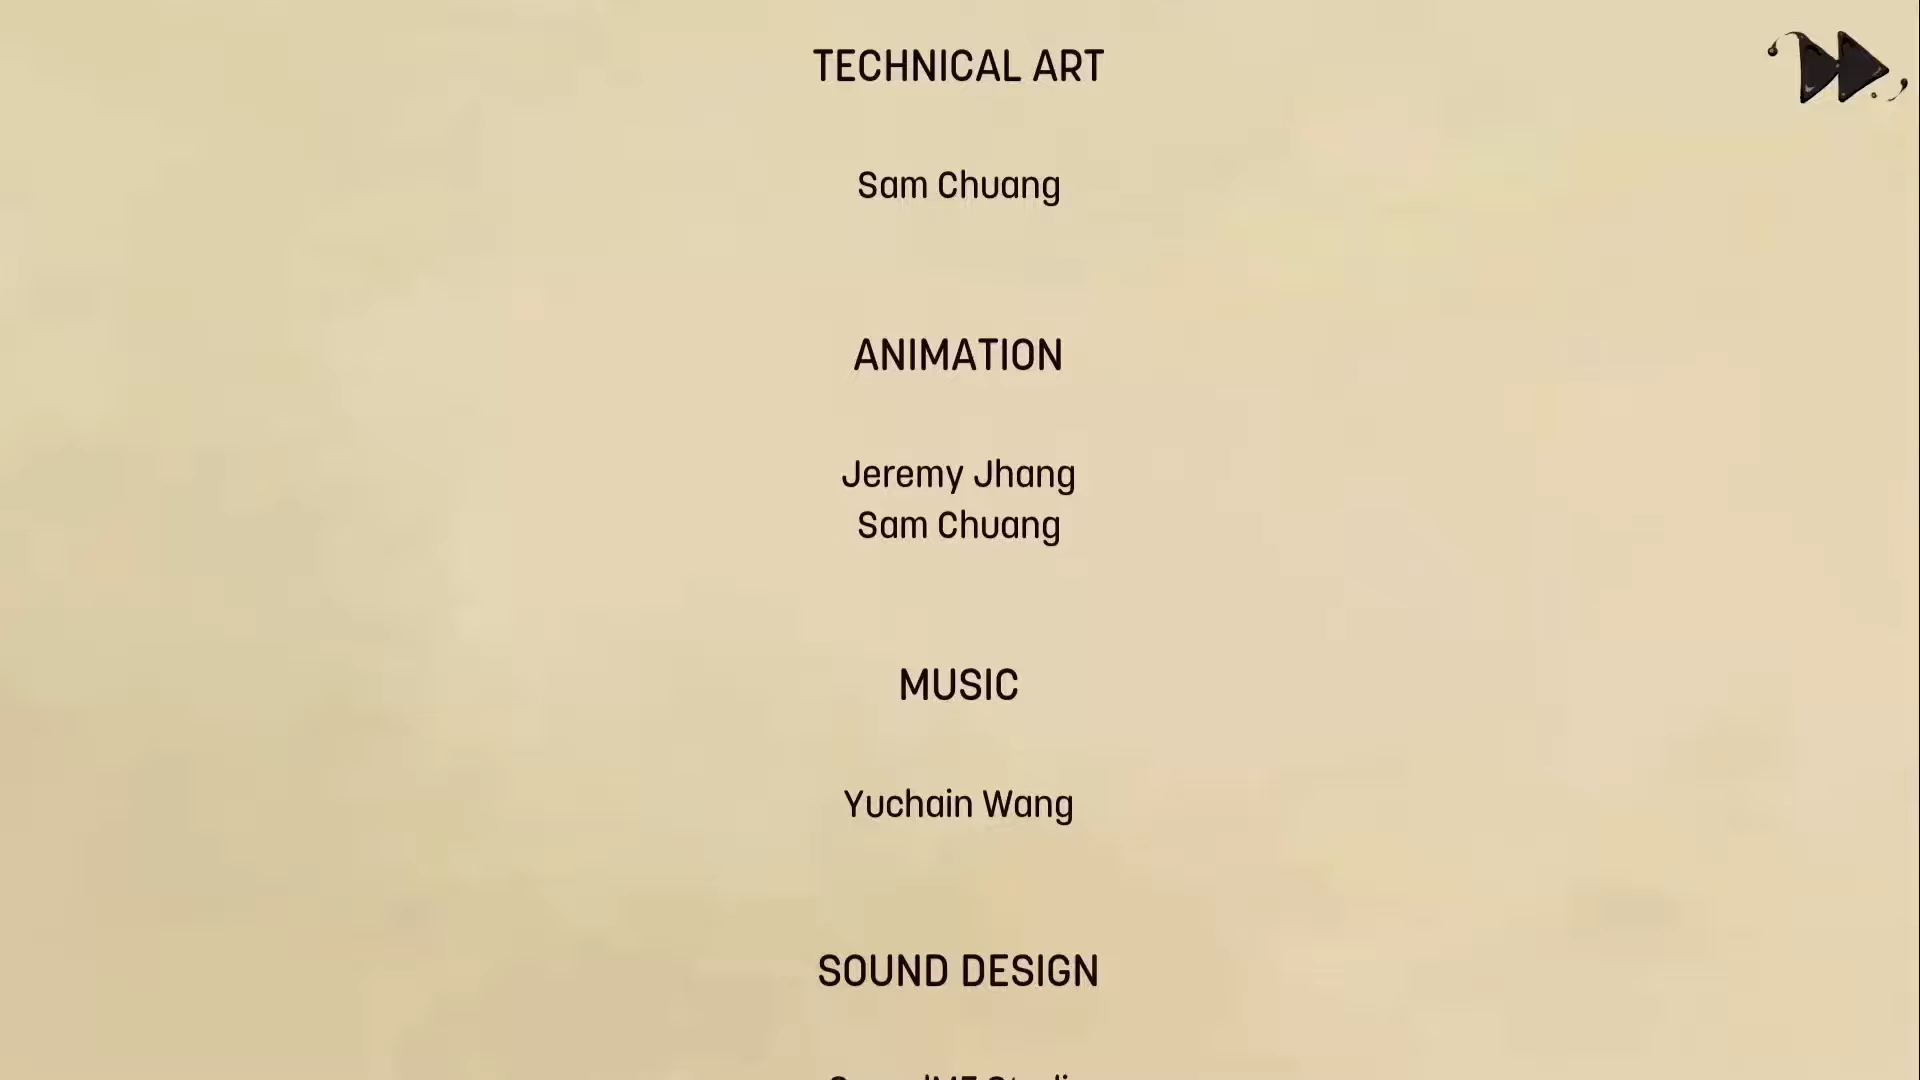 TECHNICAL ART
Sam Chuang
ANIMATION
Jeremy Jhang
Sam Chuang
MUSIC
Yuchain Wang
SOUND DESIGN